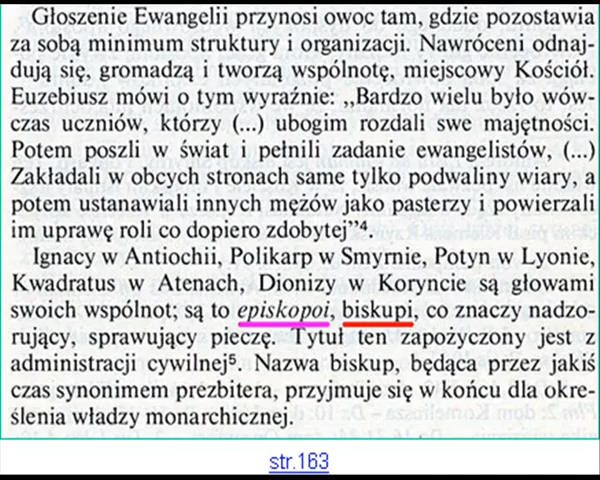 Głoszenie Ewangelii przynosi owoc tam, gdzie pozostawia
za sobą minimum struktury i organizacji. Nawróceni odnaj-
dują się, gromadzą i tworzą wspólnotę, miejscowy Kościół.
Euzebiusz mówi o tym wyraźnie: „Bardzo wielu było wów-
czas uczniów, którzy (...) ubogim rozdali swe majętności.
Potem poszli w świat i pełnili zadanie ewangelistów, (...)
Zakładali w obcych stronach same tylko podwaliny wiary, a
potem ustanawiali innych mężów jako pasterzy i powierzali
im uprawę roli co dopiero zdobytej”⁴.
Ignacy w Antiochii, Polikarp w Smyrnie, Potyn w Lyonie,
Kwadratus w Atenach, Dionizy w Koryncie są głowami
swoich wspólnot; są to episkopoi, biskupi, co znaczy nadzo-
rujący, sprawujący pieczę. Tytuł ten zapożyczony jest z
administracji cywilnej⁵. Nazwa biskup, będąca przez jakiś
czas synonimem prezbitera, przyjmuje się w końcu dla okre-
ślenia władzy monarchicznej.
str.163